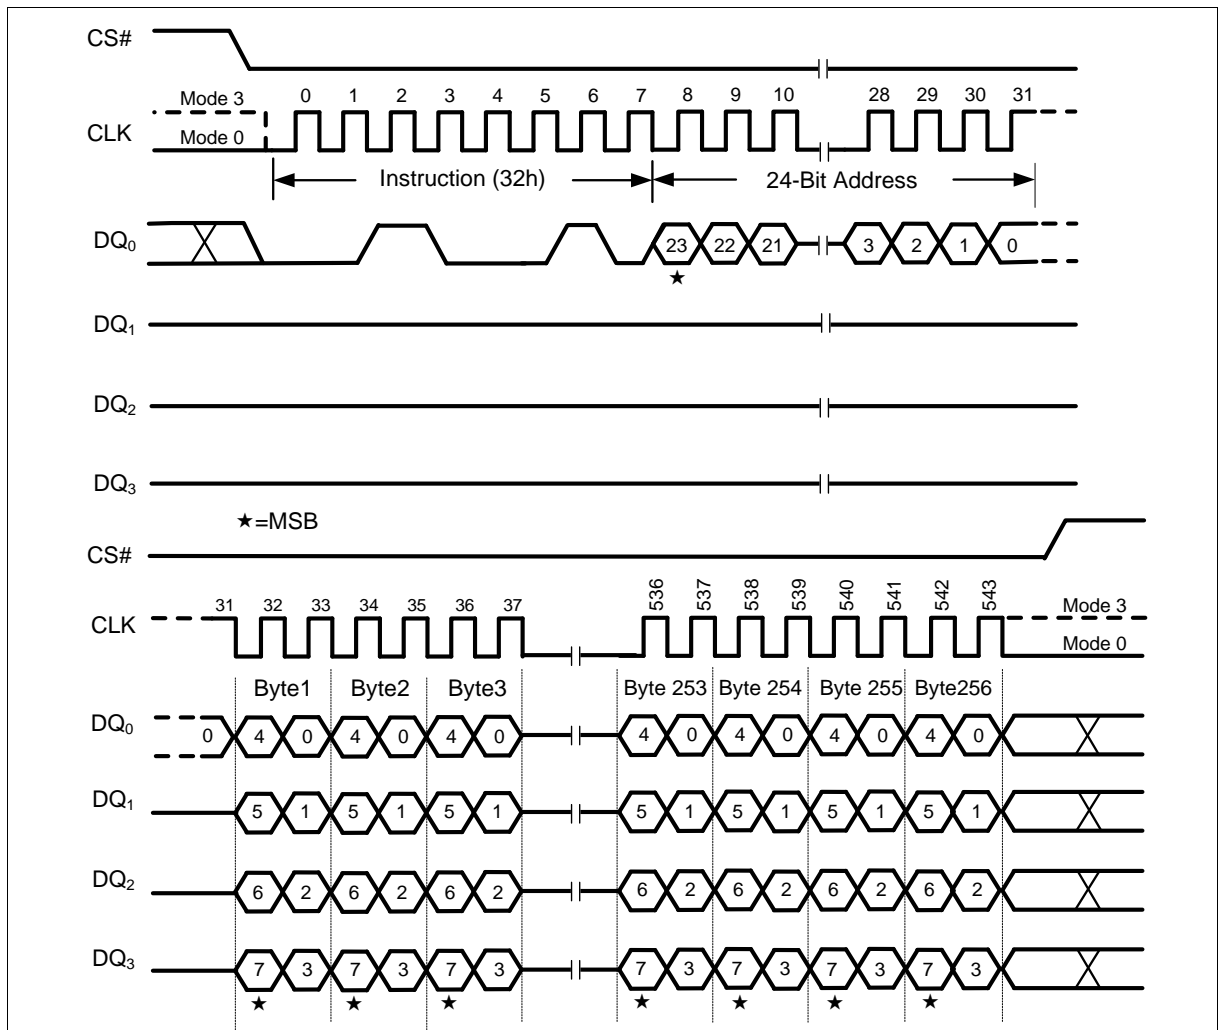 CS#
Mode 3 0 1 2 3 4 5 6 7 8 9 10 28 29 30 31
CLK
Mode 0
Instruction (32h) 24-Bit Address
DQ0 23 22 21 3 2 1 0
★
DQ1
DQ2
DQ3
★=MSB
CS#
31 32 33 34 35 36 37 536 537 538 539 540 541 542 543 Mode 3
CLK
Mode 0
Byte1 Byte2 Byte3 Byte 253 Byte 254 Byte 255 Byte256
DQ0 0 4 0 4 0 4 0 4 0 4 0 4 0 4 0
DQ1 5 1 5 1 5 1 5 1 5 1 5 1 5 1
DQ2 6 2 6 2 6 2 6 2 6 2 6 2 6 2
DQ3 7 3 7 3 7 3 7 3 7 3 7 3 7 3
★ ★ ★ ★ ★ ★ ★